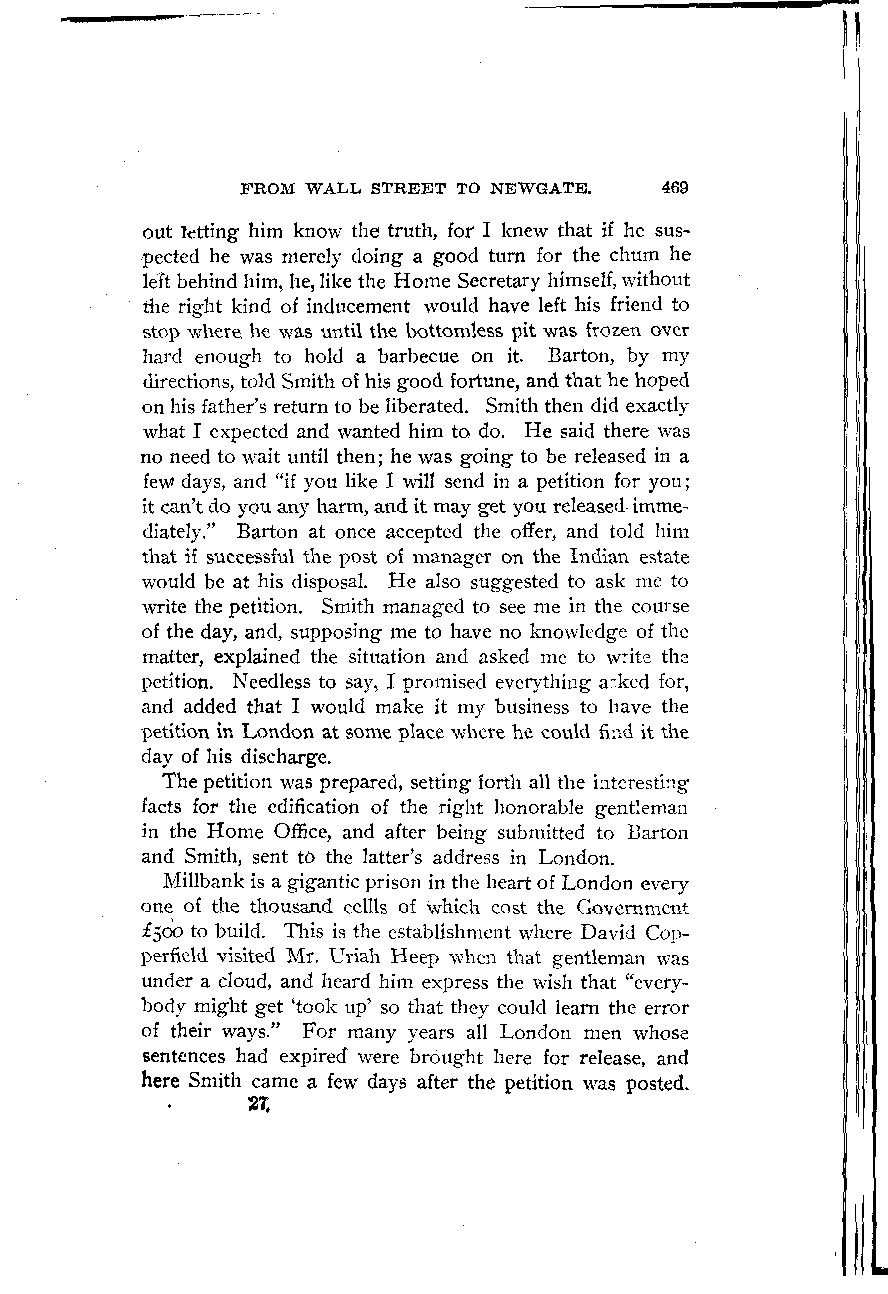 FROM WALL STREET TO NEWGATE. 469
out letting him know the truth, for I knew that if he sus-
pected he was merely doing a good turn for the chum he
left behind him, he, like the Home Secretary himself, without
the right kind of inducement would have left his friend to
stop where he was until the bottomless pit was frozen over
hard enough to hold a barbecue on it. Barton, by my
directions, told Smith of his good fortune, and that he hoped
on his father's return to be liberated. Smith then did exactly
what I expected and wanted him to do. He said there was
no need to wait until then; he was going to be released in a
few days, and "if you like I will send in a petition for you;
it can't do you any harm, and it may get you released imme-
diately." Barton at once accepted the offer, and told him
that if successful the post of manager on the Indian estate
would be at his disposal. He also suggested to ask me to
write the petition. Smith managed to see me in the course
of the day, and, supposing me to have no knowledge of the
matter, explained the situation and asked me to write the
petition. Needless to say, I promised everything asked for,
and added that I would make it my business to have the
petition in London at some place where he could find it the
day of his discharge.
The petition was prepared, setting forth all the interesting
facts for the edification of the right honorable gentleman
in the Home Office, and after being submitted to Barton
and Smith, sent to the latter's address in London.
Millbank is a gigantic prison in the heart of London every
one of the thousand cellls of which cost the Government
£500 to build. This is the establishment where David Cop-
perfield visited Mr. Uriah Heep when that gentleman was
under a cloud, and heard him express the wish that "every-
body might get 'took up' so that they could learn the error
of their ways." For many years all London men whose
sentences had expired were brought here for release, and
here Smith came a few days after the petition was posted.
27